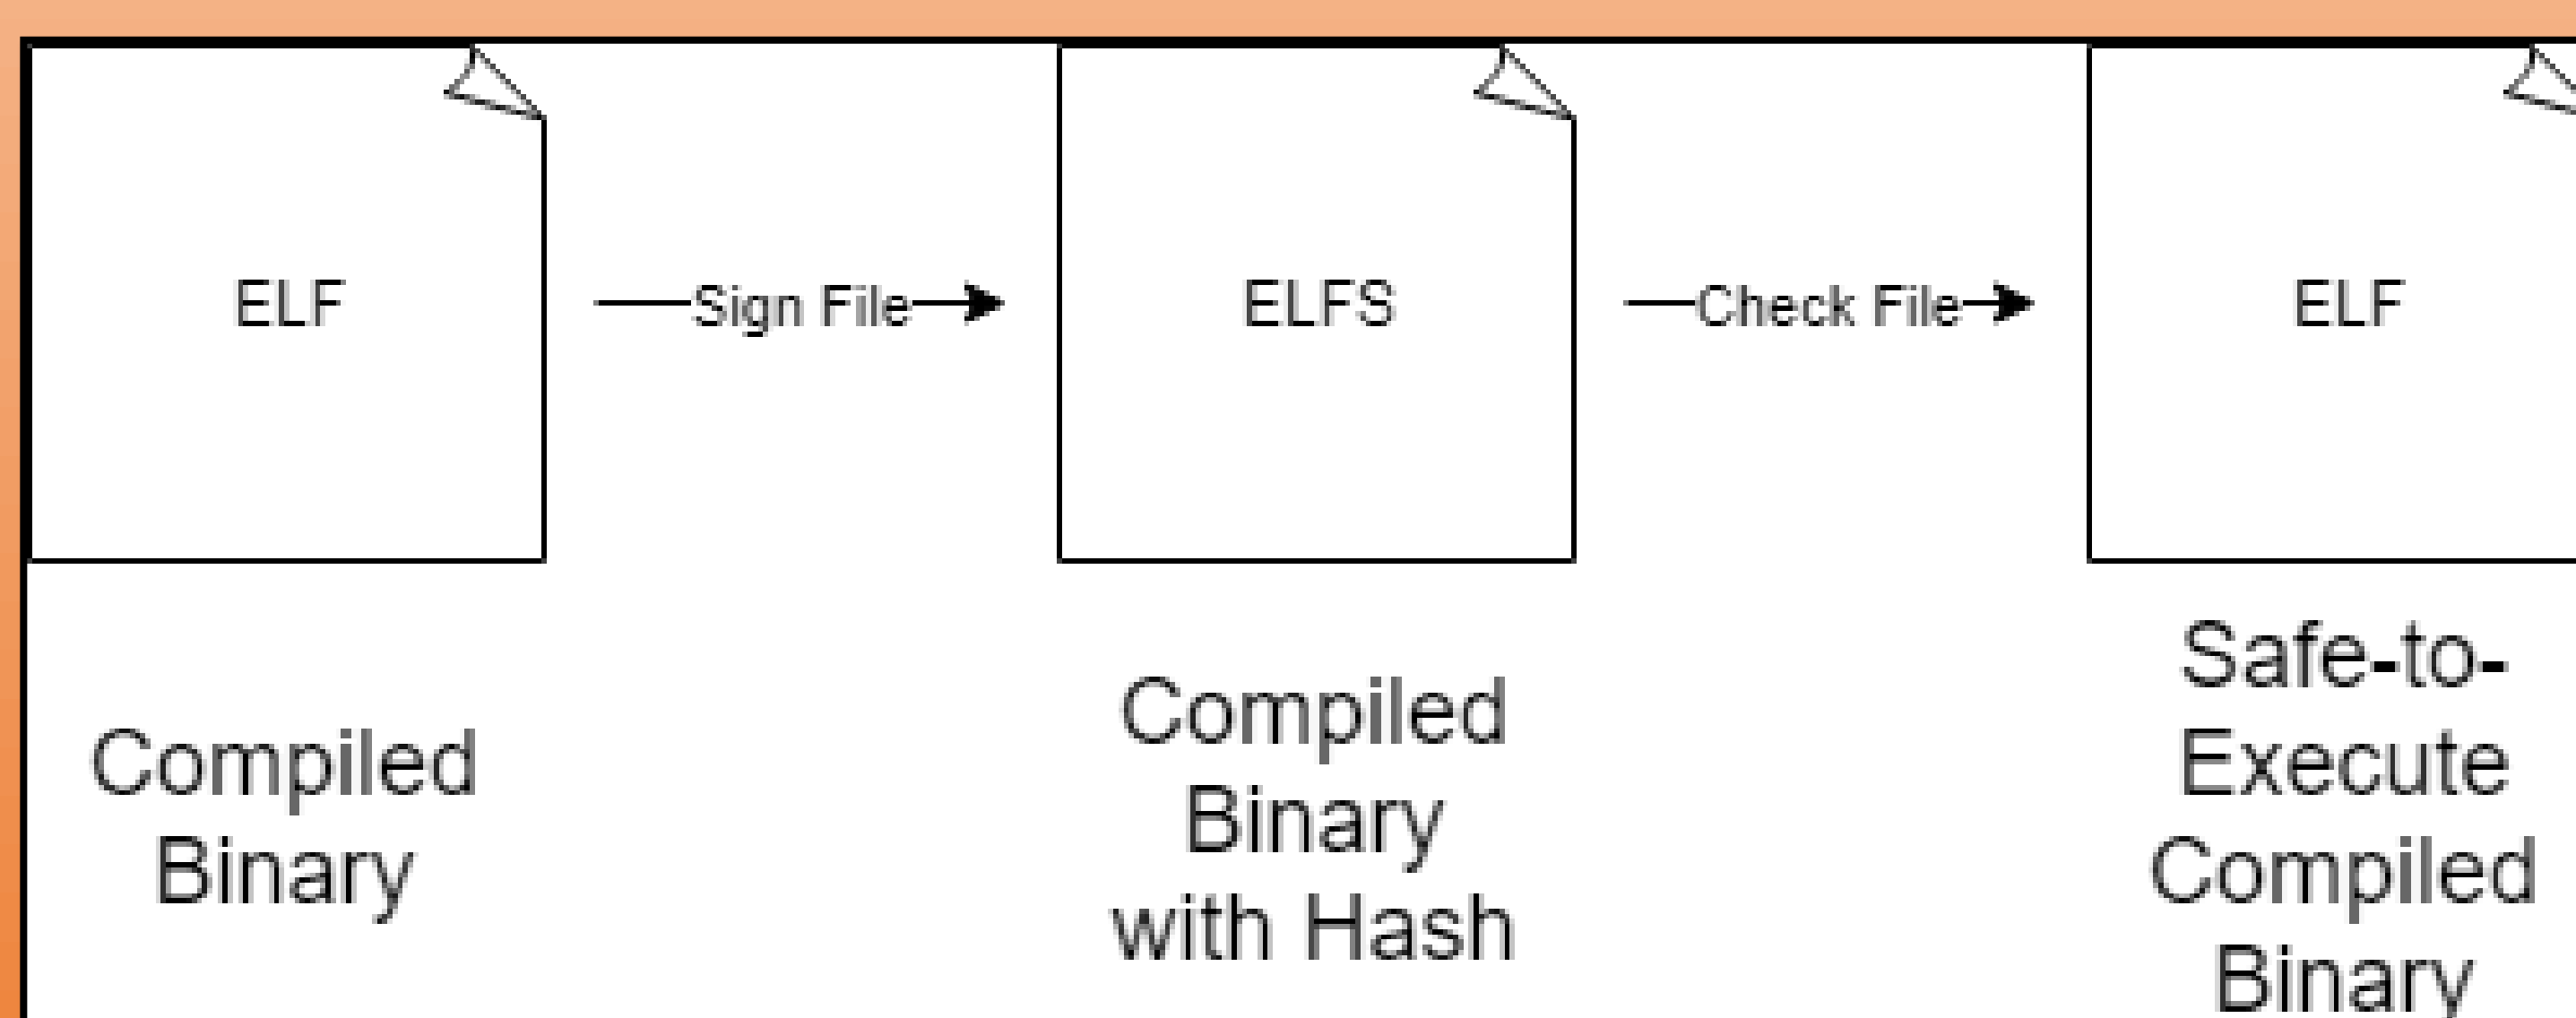 ELF
Sign File
ELFS
Check File
ELF
Compiled
Binary
Compiled
Binary
with Hash
Safe-to-
Execute
Compiled
Binary